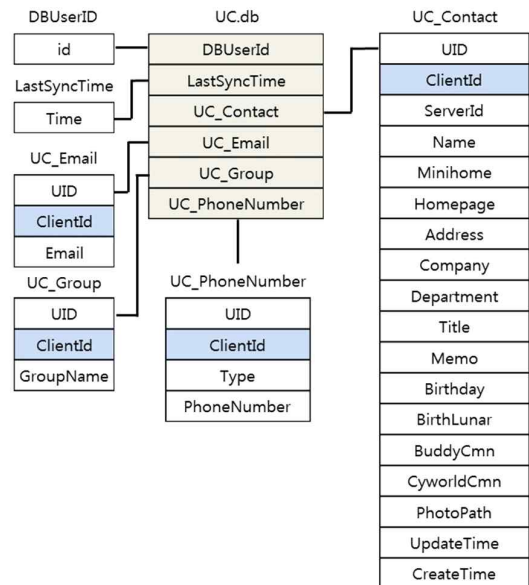 DBUserID
id
LastSyncTime
Time
UC_Email
UID
ClientId
Email
UC_Group
UID
ClientId
GroupName
UC.db
DBUserId
LastSyncTime
UC_Contact
UC_Email
UC_Group
UC_PhoneNumber
UC_PhoneNumber
UID
ClientId
Type
PhoneNumber
UC_Contact
UID
ClientId
ServerId
Name
Minihome
Homepage
Address
Company
Department
Title
Memo
Birthday
BirthLunar
BuddyCmn
CyworldCmn
PhotoPath
UpdateTime
CreateTime